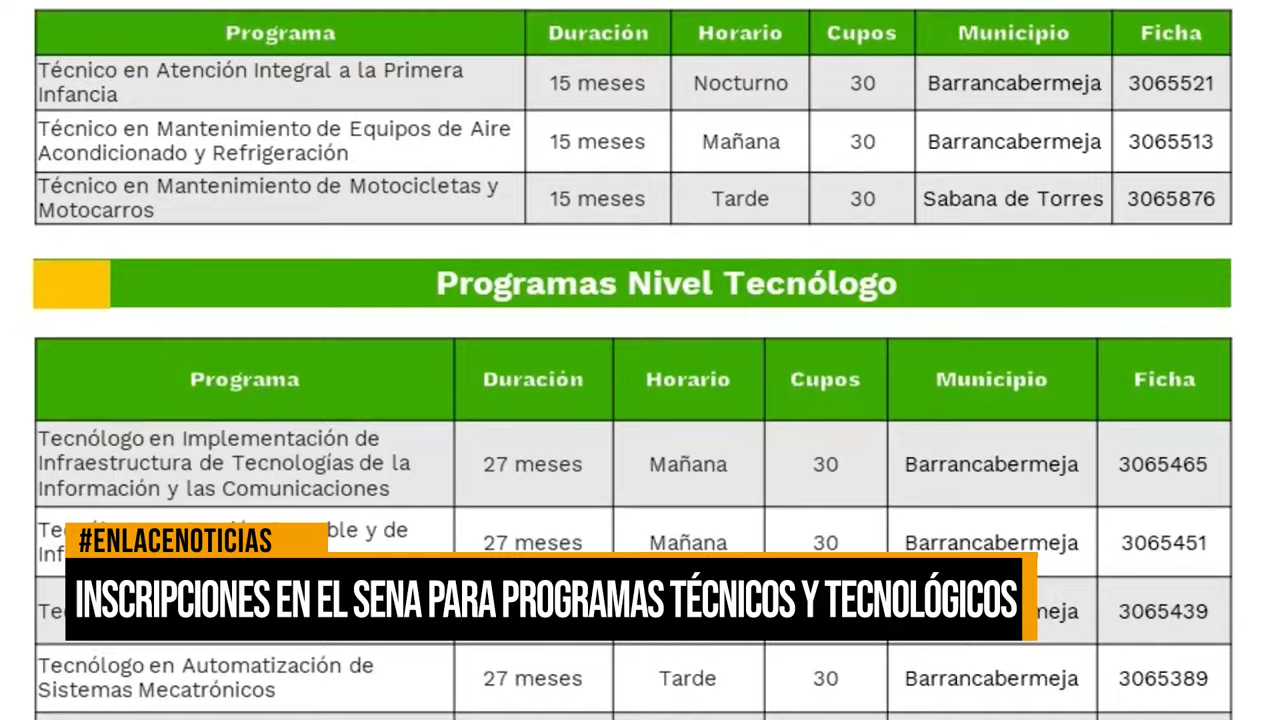 Programa Duración Horario Cupos Municipio Ficha
Técnico en Atención Integral a la Primera
Infancia
15 meses Nocturno 30 Barrancabermeja 3065521
Técnico en Mantenimiento de Equipos de Aire
Acondicionado y Refrigeración
15 meses Mañana 30 Barrancabermeja 3065513
Técnico en Mantenimiento de Motocicletas y
Motocarros
15 meses Tarde 30 Sabana de Torres 3065876
Programas Nivel Tecnólogo
Programa Duración Horario Cupos Municipio Ficha
Tecnólogo en Implementación de
Infraestructura de Tecnologías de la
Información y las Comunicaciones
27 meses Mañana 30 Barrancabermeja 3065465
y de
27 meses Mañana 30 Barrancabermeja 3065451
#ENLACENOTICIAS
INSCRIPCIONES EN EL SENA PARA PROGRAMAS TÉCNICOS Y TECNOLÓGICOS
3065439
Tecnólogo en Automatización de
Sistemas Mecatrónicos
27 meses Tarde 30 Barrancabermeja 3065389